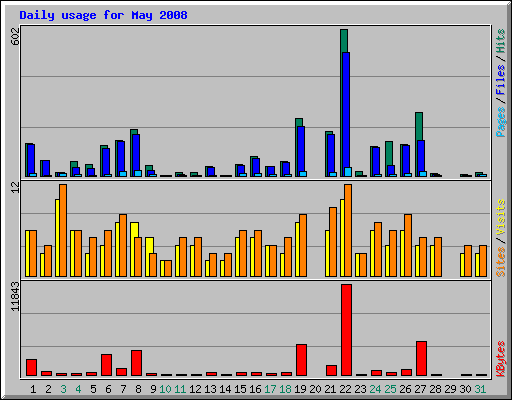 Daily usage for May 2008
602
Pages / Files / Hits
12
Sites / Visits
11843
KBytes
1 2 3 4 5 6 7 8 9 10 11 12 13 14 15 16 17 18 19 20 21 22 23 24 25 26 27 28 29 30 31